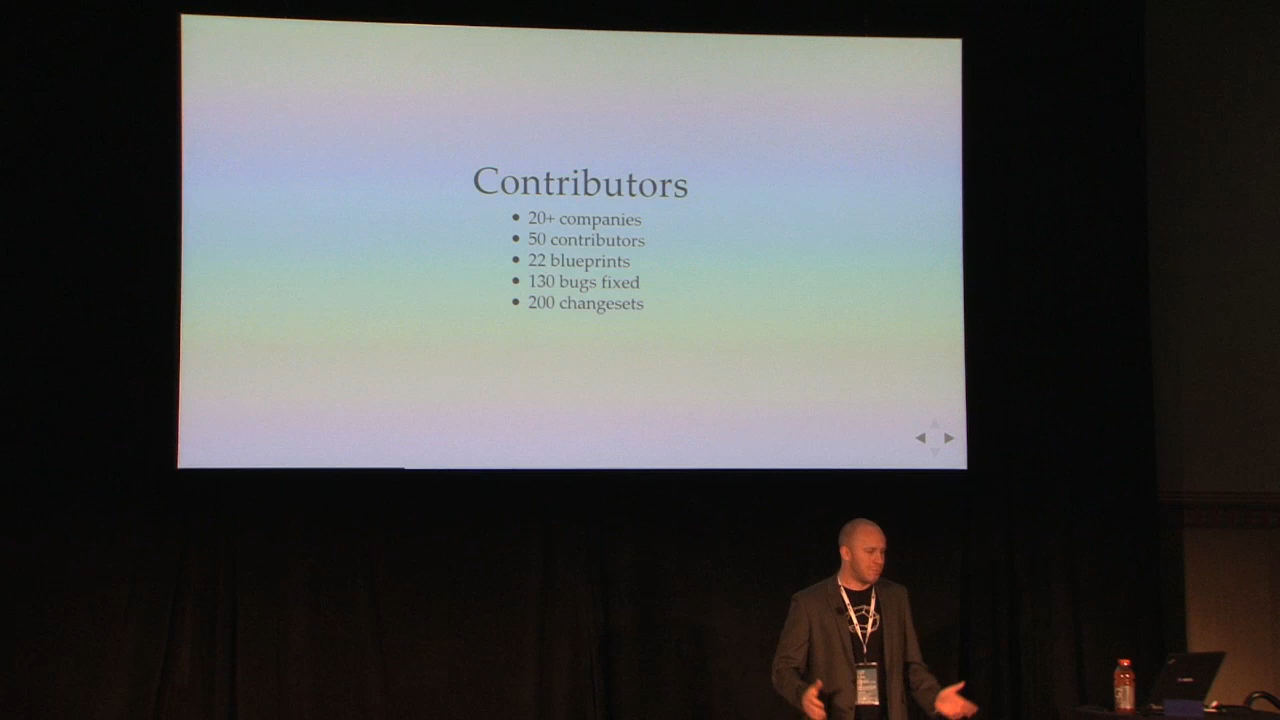 Contributors
• 20+ companies
• 50 contributors
• 22 blueprints
• 130 bugs fixed
• 200 changesets